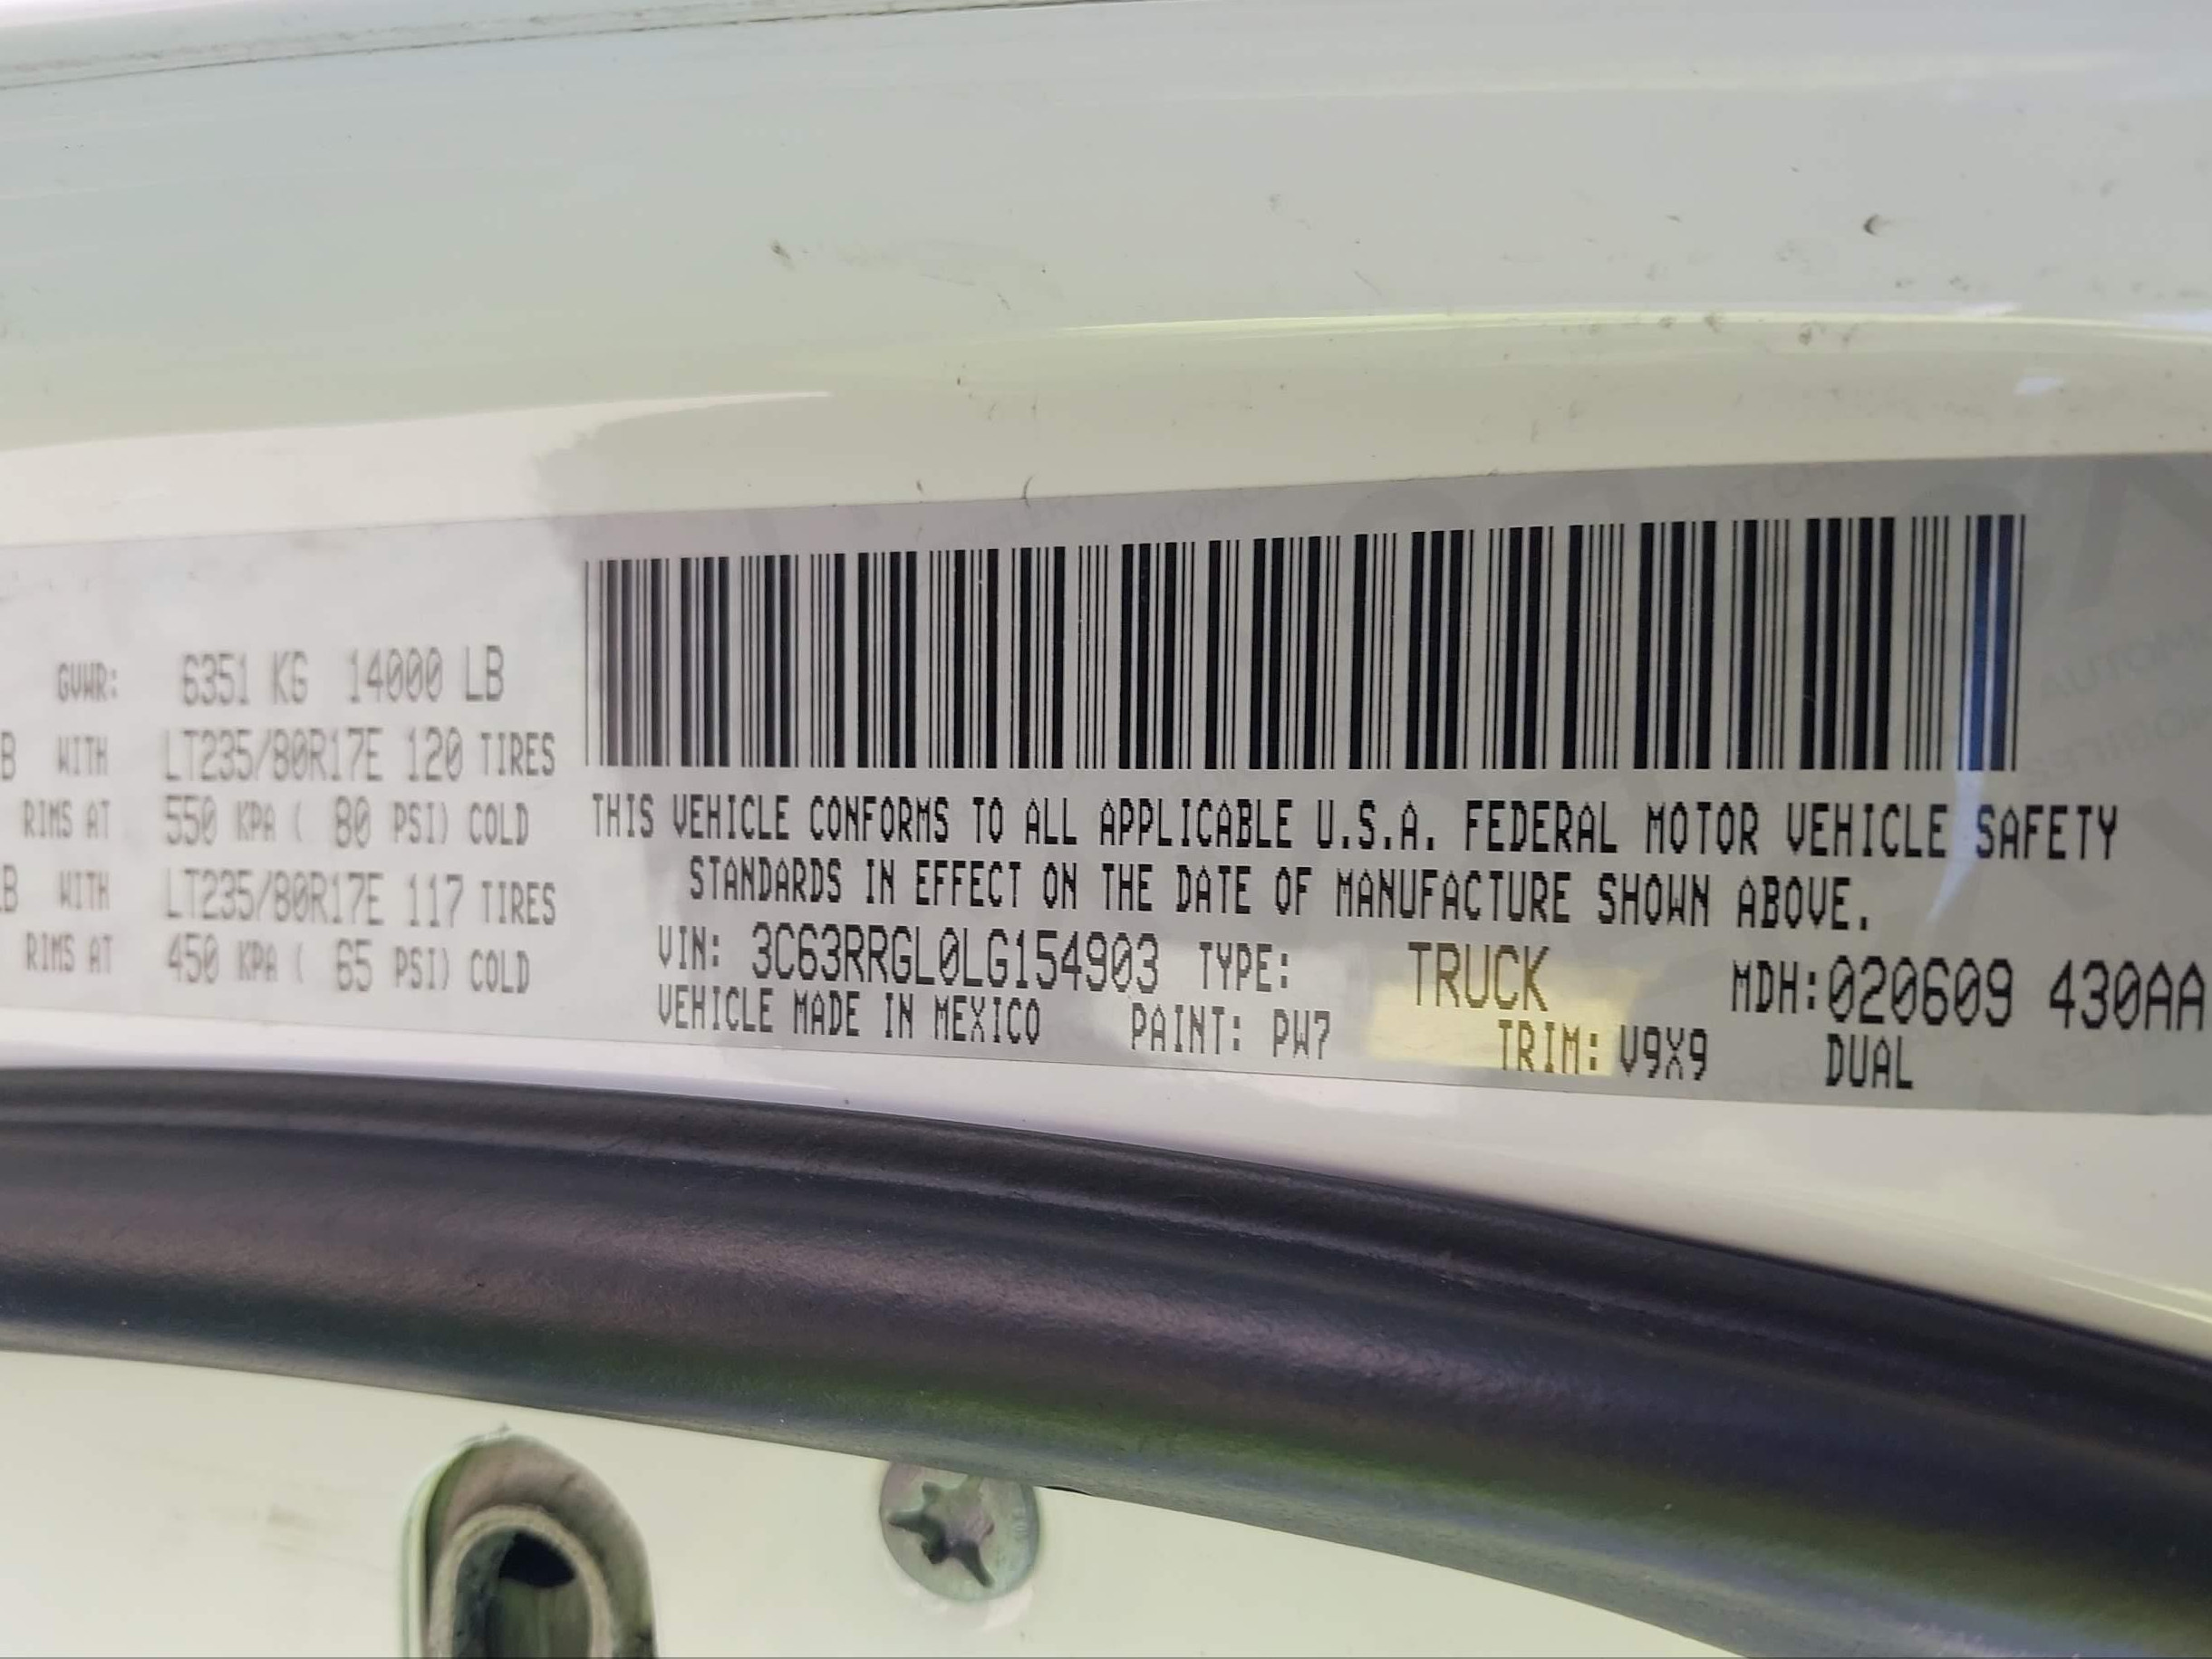 GVWR: 6351 KG 14000 LB
B WITH LT235/80R17E 120 TIRES
RIMS AT 550 KPA ( 80 PSI) COLD
B WITH LT235/80R17E 117 TIRES
RIMS AT 450 KPA ( 65 PSI) COLD
THIS VEHICLE CONFORMS TO ALL APPLICABLE U.S.A. FEDERAL MOTOR VEHICLE SAFETY
STANDARDS IN EFFECT ON THE DATE OF MANUFACTURE SHOWN ABOVE.
VIN: 3C63RRGL0LG154903 TYPE: TRUCK MDH:020609 430AA
VEHICLE MADE IN MEXICO PAINT: PW7 TRIM: V9X9 DUAL